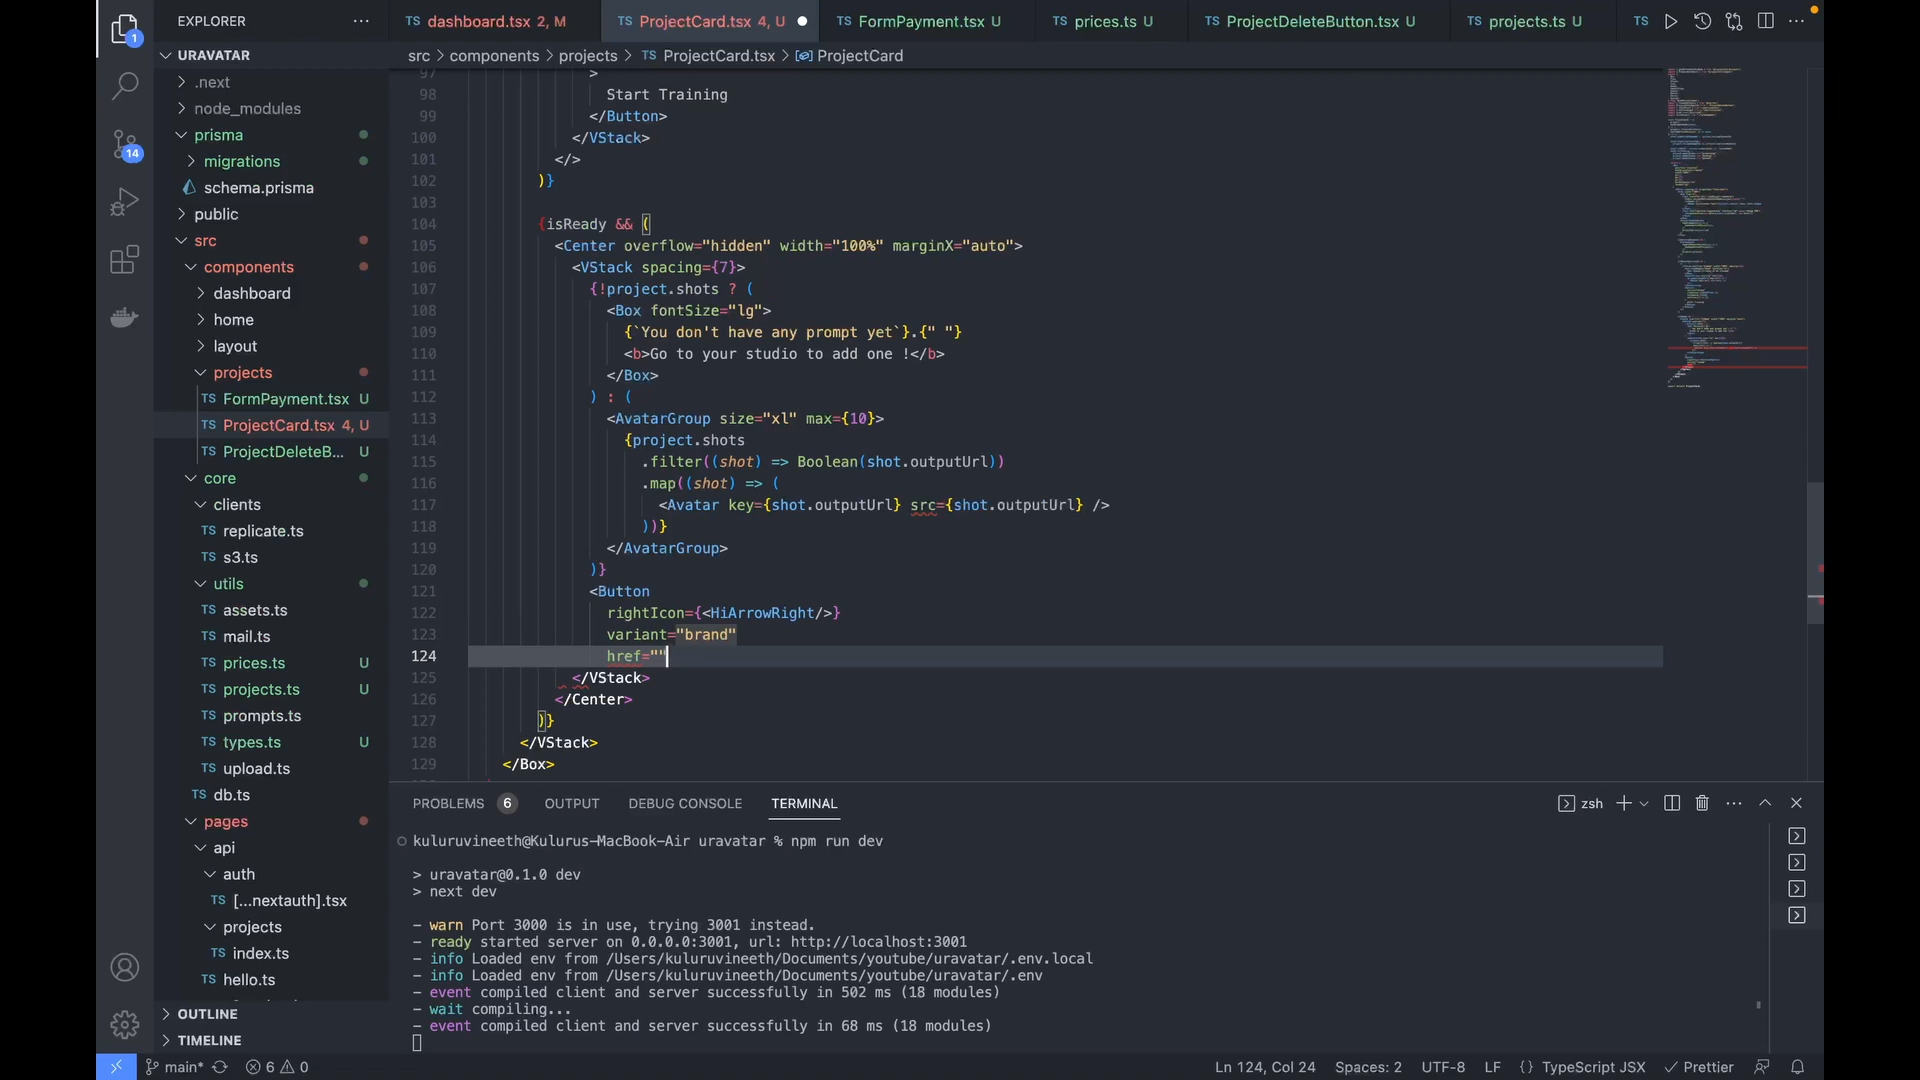 EXPLORER
dashboard.tsx 2, M
ProjectCard.tsx 4, U
FormPayment.tsx U
prices.ts U
ProjectDeleteButton.tsx U
projects.ts U
src > components > projects > ProjectCard.tsx > ProjectCard
1
14
URAVATAR
.next
node_modules
prisma
migrations
schema.prisma
public
src
components
dashboard
home
layout
projects
FormPayment.tsx U
ProjectCard.tsx 4, U
ProjectDeleteB... U
core
clients
replicate.ts
s3.ts
utils
assets.ts
mail.ts
prices.ts U
projects.ts U
prompts.ts
types.ts U
upload.ts
db.ts
pages
api
auth
[...nextauth].tsx
projects
index.ts
hello.ts
OUTLINE
TIMELINE
97 >
98 Start Training
99 </Button>
100 </VStack>
101 </>
102 )}
103
104 {isReady && (
105 <Center overflow="hidden" width="100%" marginX="auto">
106 <VStack spacing={7}>
107 {!project.shots ? (
108 <Box fontSize="lg">
109 {`You don't have any prompt yet`}.{" "}
110 <b>Go to your studio to add one !</b>
111 </Box>
112 ) : (
113 <AvatarGroup size="xl" max={10}>
114 {project.shots
115 .filter((shot) => Boolean(shot.outputUrl))
116 .map((shot) => (
117 <Avatar key={shot.outputUrl} src={shot.outputUrl} />
118 ))}
119 </AvatarGroup>
120 )}
121 <Button
122 rightIcon={<HiArrowRight/>}
123 variant="brand"
124 href=""
125 </VStack>
126 </Center>
127 )}
128 </VStack>
129 </Box>
PROBLEMS 6 OUTPUT DEBUG CONSOLE TERMINAL
zsh
kuluruvineeth@Kulurus-MacBook-Air uravatar % npm run dev
> uravatar@0.1.0 dev
> next dev
- warn Port 3000 is in use, trying 3001 instead.
- ready started server on 0.0.0.0:3001, url: http://localhost:3001
- info Loaded env from /Users/kuluruvineeth/Documents/youtube/uravatar/.env.local
- info Loaded env from /Users/kuluruvineeth/Documents/youtube/uravatar/.env
- event compiled client and server successfully in 502 ms (18 modules)
- wait compiling...
- event compiled client and server successfully in 68 ms (18 modules)
main* 6 0
Ln 124, Col 24 Spaces: 2 UTF-8 LF {} TypeScript JSX Prettier